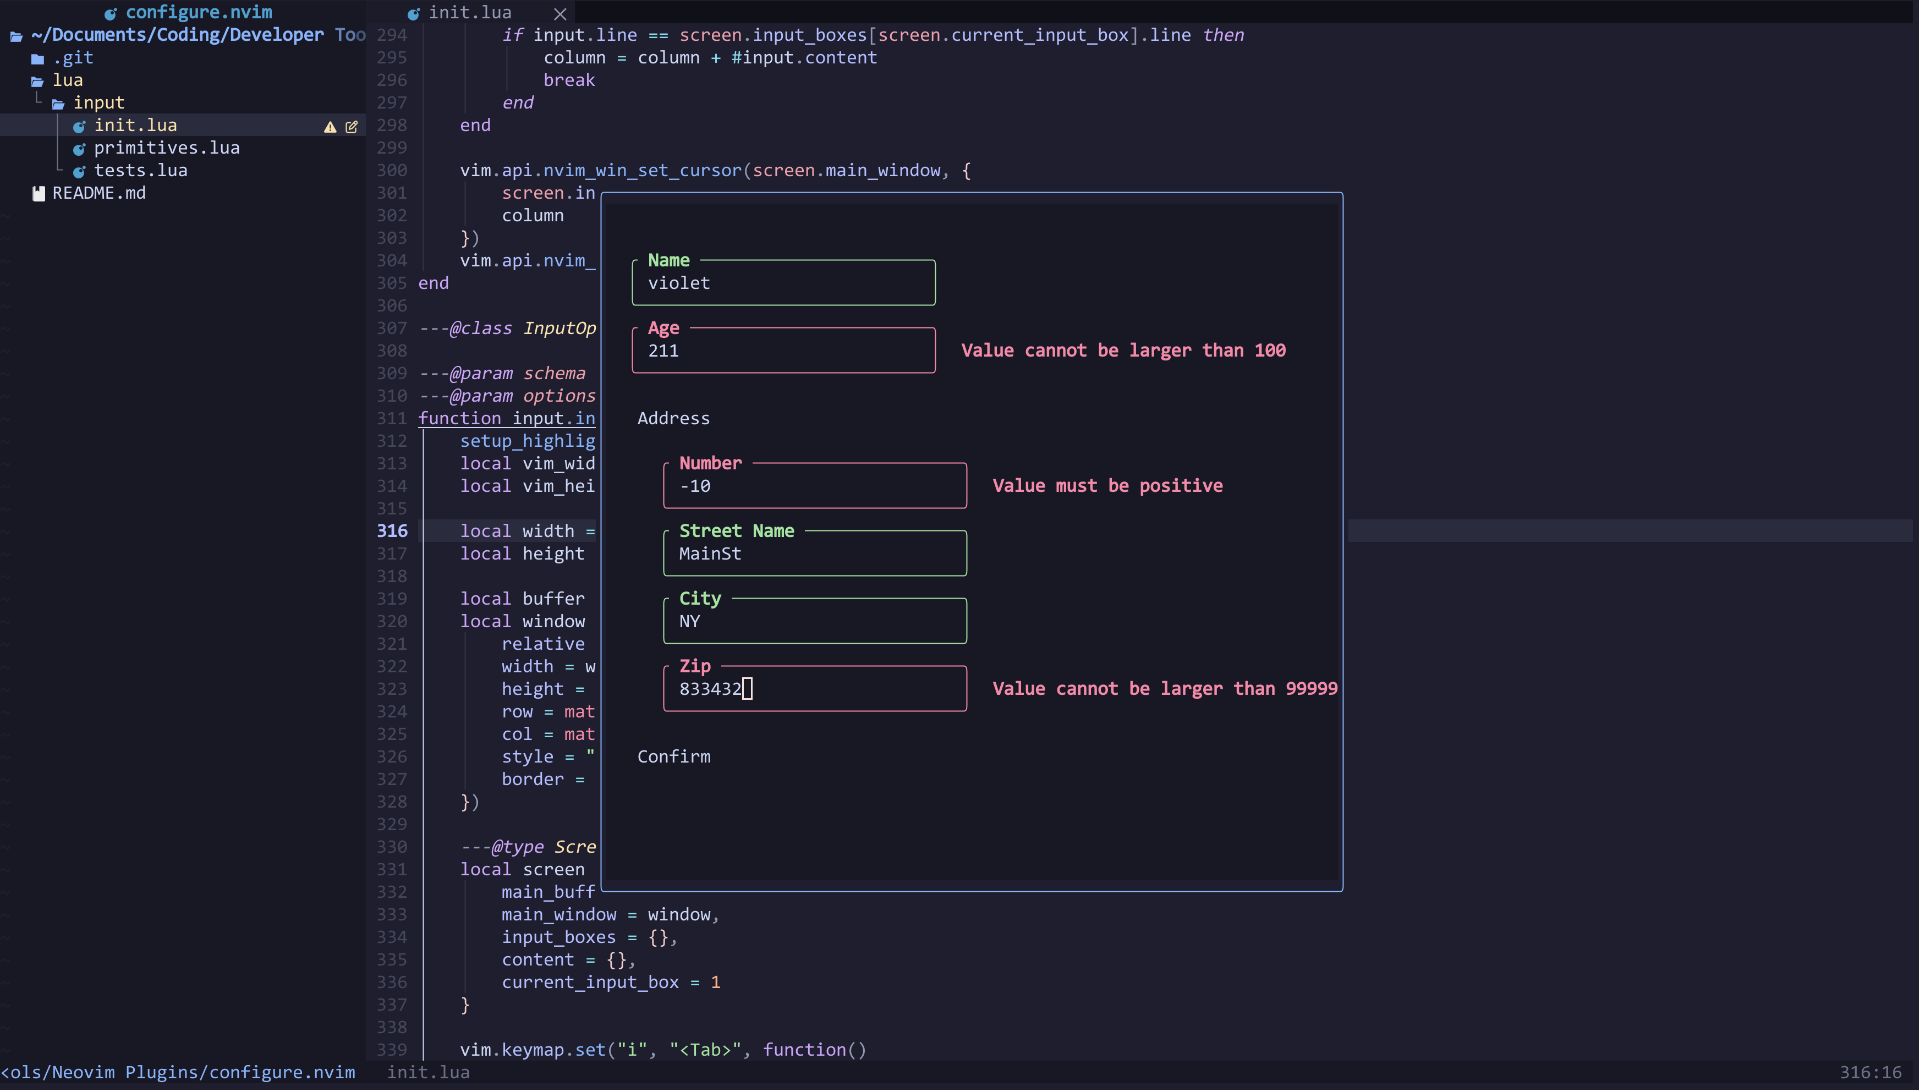 configure.nvim
~/Documents/Coding/Developer Too
.git
lua
input
init.lua
primitives.lua
tests.lua
README.md
init.lua
294 if input.line == screen.input_boxes[screen.current_input_box].line then
295 column = column + #input.content
296 break
297 end
298 end
299
300 vim.api.nvim_win_set_cursor(screen.main_window, {
301 screen.in
302 column
303 })
304 vim.api.nvim_
305 end
306
307 ---@class InputOp
308
309 ---@param schema
310 ---@param options
311 function input.in
312 setup_highlig
313 local vim_wid
314 local vim_hei
315
316 local width =
317 local height
318
319 local buffer
320 local window
321 relative
322 width = w
323 height =
324 row = mat
325 col = mat
326 style = "
327 border =
328 })
329
330 ---@type Scre
331 local screen
332 main_buff
333 main_window = window,
334 input_boxes = {},
335 content = {},
336 current_input_box = 1
337 }
338
339 vim.keymap.set("i", "<Tab>", function()
Name
violet
Age
211 Value cannot be larger than 100
Address
Number
-10 Value must be positive
Street Name
MainSt
City
NY
Zip
833432 Value cannot be larger than 99999
Confirm
<ols/Neovim Plugins/configure.nvim init.lua 316:16